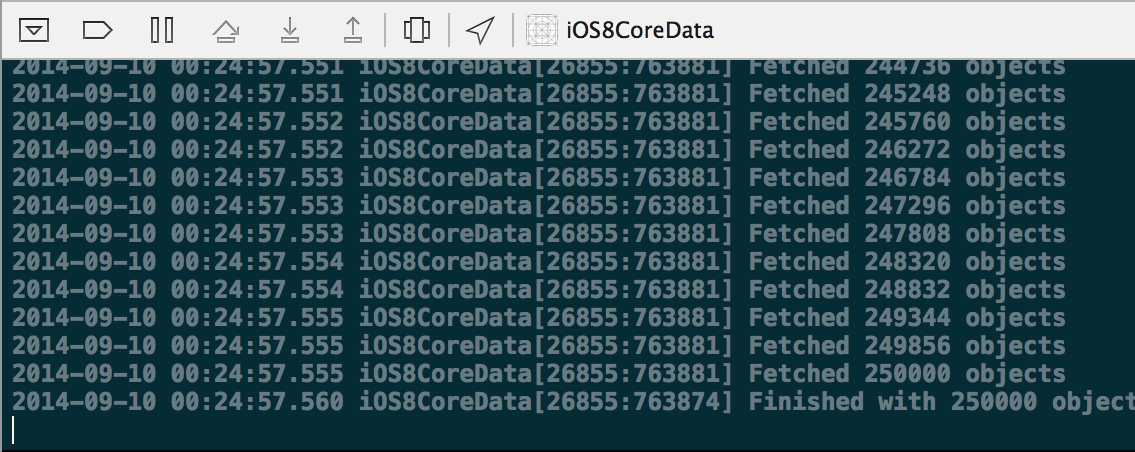 iOS8CoreData
2014-09-10 00:24:57.551 iOS8CoreData[26855:763881] Fetched 244736 objects
2014-09-10 00:24:57.551 iOS8CoreData[26855:763881] Fetched 245248 objects
2014-09-10 00:24:57.552 iOS8CoreData[26855:763881] Fetched 245760 objects
2014-09-10 00:24:57.552 iOS8CoreData[26855:763881] Fetched 246272 objects
2014-09-10 00:24:57.553 iOS8CoreData[26855:763881] Fetched 246784 objects
2014-09-10 00:24:57.553 iOS8CoreData[26855:763881] Fetched 247296 objects
2014-09-10 00:24:57.553 iOS8CoreData[26855:763881] Fetched 247808 objects
2014-09-10 00:24:57.554 iOS8CoreData[26855:763881] Fetched 248320 objects
2014-09-10 00:24:57.554 iOS8CoreData[26855:763881] Fetched 248832 objects
2014-09-10 00:24:57.555 iOS8CoreData[26855:763881] Fetched 249344 objects
2014-09-10 00:24:57.555 iOS8CoreData[26855:763881] Fetched 249856 objects
2014-09-10 00:24:57.555 iOS8CoreData[26855:763881] Fetched 250000 objects
2014-09-10 00:24:57.560 iOS8CoreData[26855:763874] Finished with 250000 object